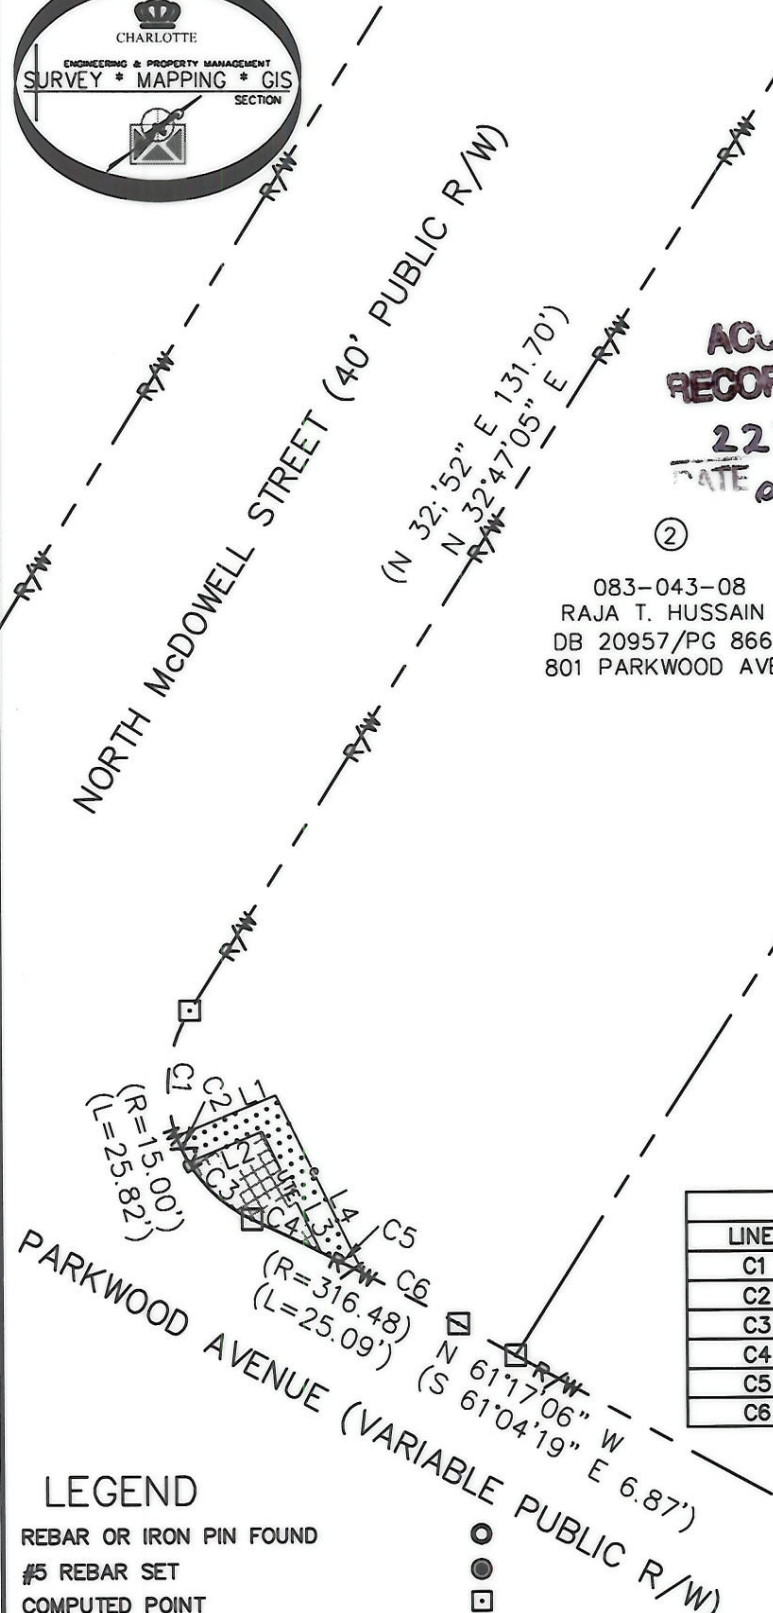 CHARLOTTE
ENGINEERING & PROPERTY MANAGEMENT
SURVEY * MAPPING * GIS
SECTION
R/W
R/W
R/W
R/W
R/W
R/W
R/W
R/W
NORTH McDOWELL STREET (40' PUBLIC R/W)
(N 32;'52" E 131.70')
N 32°47'05" E
22
DATE
2
083-043-08
RAJA T. HUSSAIN
DB 20957/PG 866
801 PARKWOOD AVE
C1
C2
L1
(R=15.00')
(L=25.82')
L2
C3
UTE
L3
L4
C4
C5
R/W
C6
(R=316.48)
(L=25.09')
R/W
N 61°17'06" W
(S 61°04'19" E 6.87')
PARKWOOD AVENUE (VARIABLE PUBLIC R/W)
LINE
C1
C2
C3
C4
C5
C6
LEGEND
REBAR OR IRON PIN FOUND
#5 REBAR SET
COMPUTED POINT